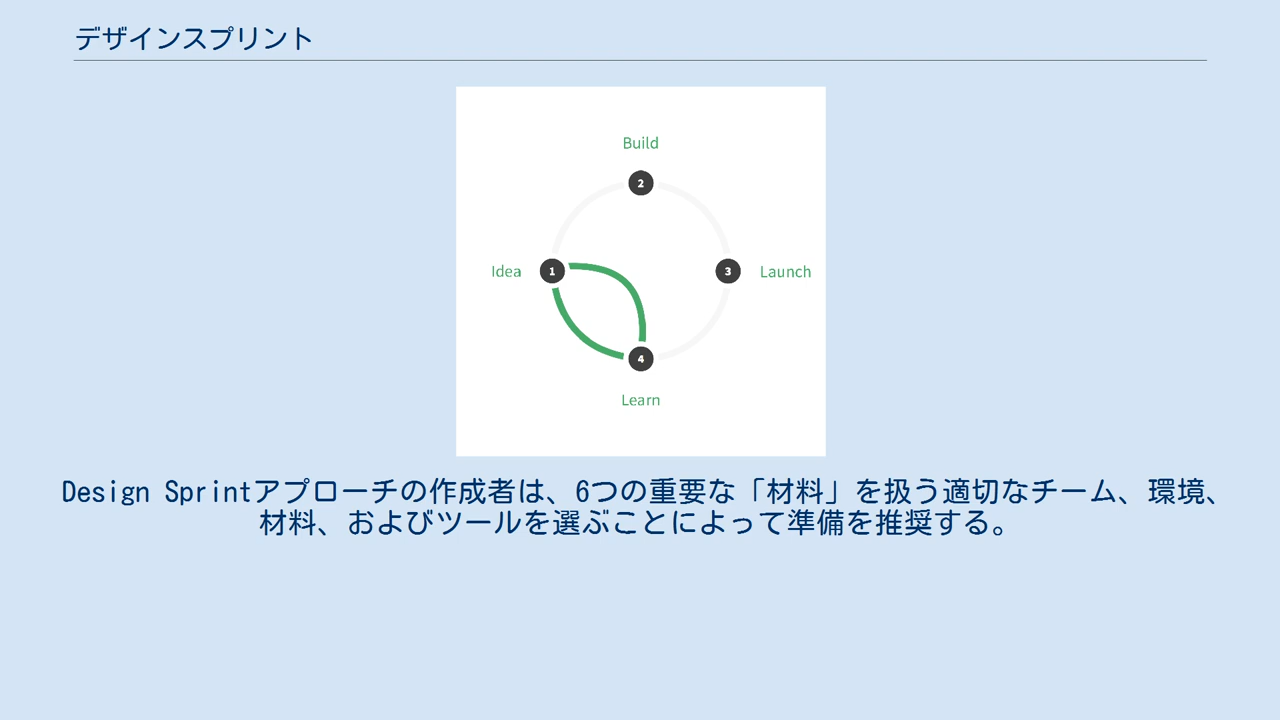 デザインスプリント
Build
2
Idea
1
3
Launch
4
Learn
Design Sprintアプローチの作成者は、6つの重要な「材料」を扱う適切なチーム、環境、
材料、およびツールを選ぶことによって準備を推奨する。